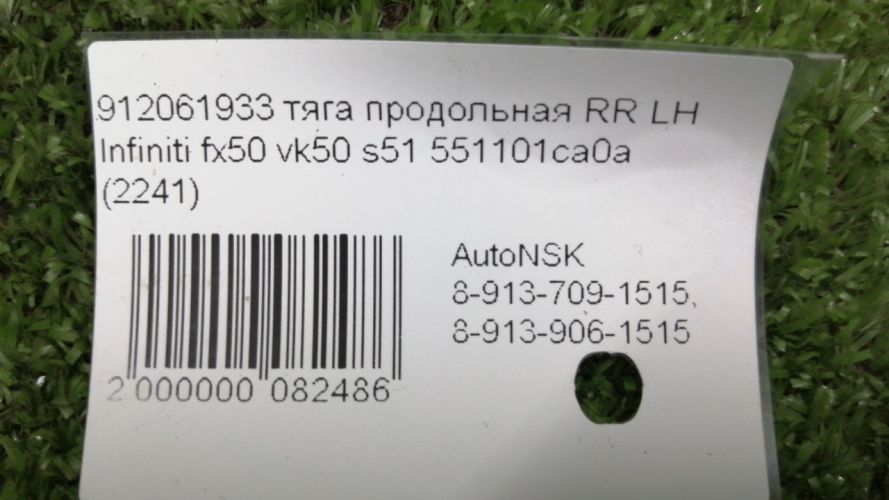 912061933 тяга продольная RR LH
Infiniti fx50 vk50 s51 551101ca0a
(2241)
AutoNSK
8-913-709-1515,
8-913-906-1515
2 000000 082486